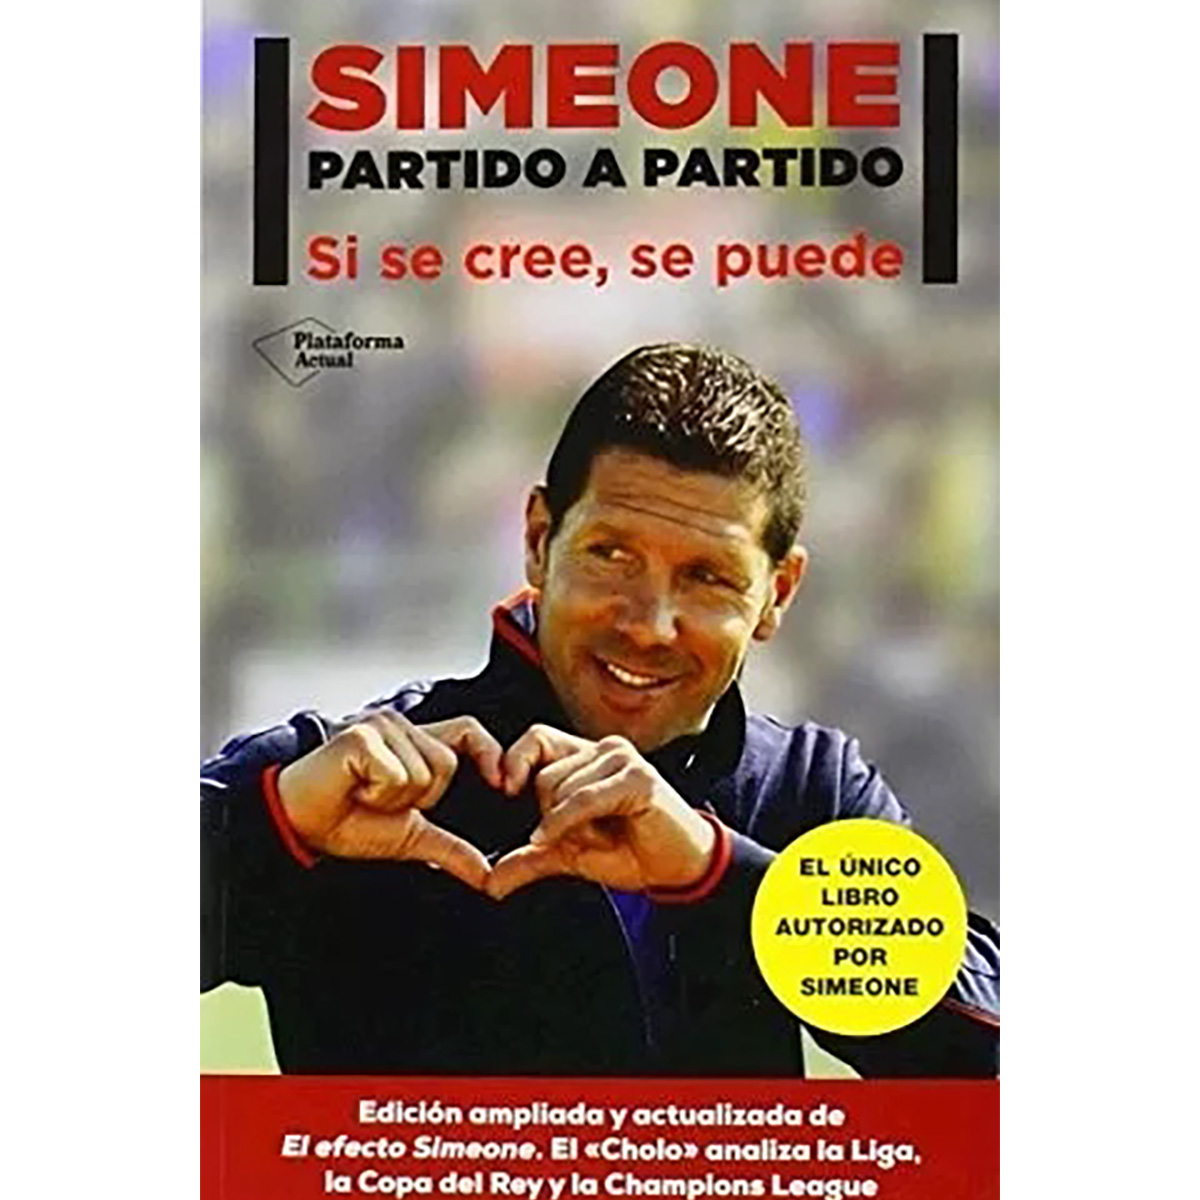 SIMEONE
PARTIDO A PARTIDO
Si se cree, se puede
Plataforma
Actual
EL ÚNICO
LIBRO
AUTORIZADO
POR
SIMEONE
Edición ampliada y actualizada de
El efecto Simeone. El «Cholo» analiza la Liga,
la Copa del Rey y la Champions League